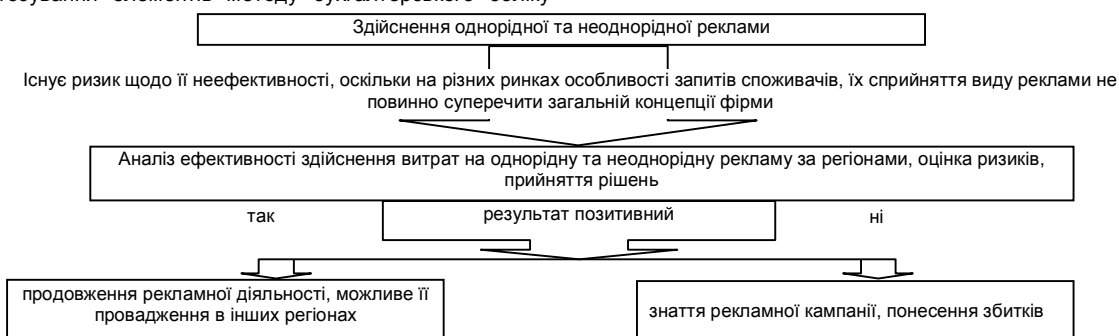 Здійснення однорідної та неоднорідної реклами
Існує ризик щодо її неефективності, оскільки на різних ринках особливості запитів споживачів, їх сприйняття виду реклами не
повинно суперечити загальній концепції фірми
Аналіз ефективності здійснення витрат на однорідну та неоднорідну рекламу за регіонами, оцінка ризиків,
прийняття рішень
так результат позитивний ні
продовження рекламної діяльності, можливе її
провадження в інших регіонах
знаття рекламної кампанії, понесення збитків